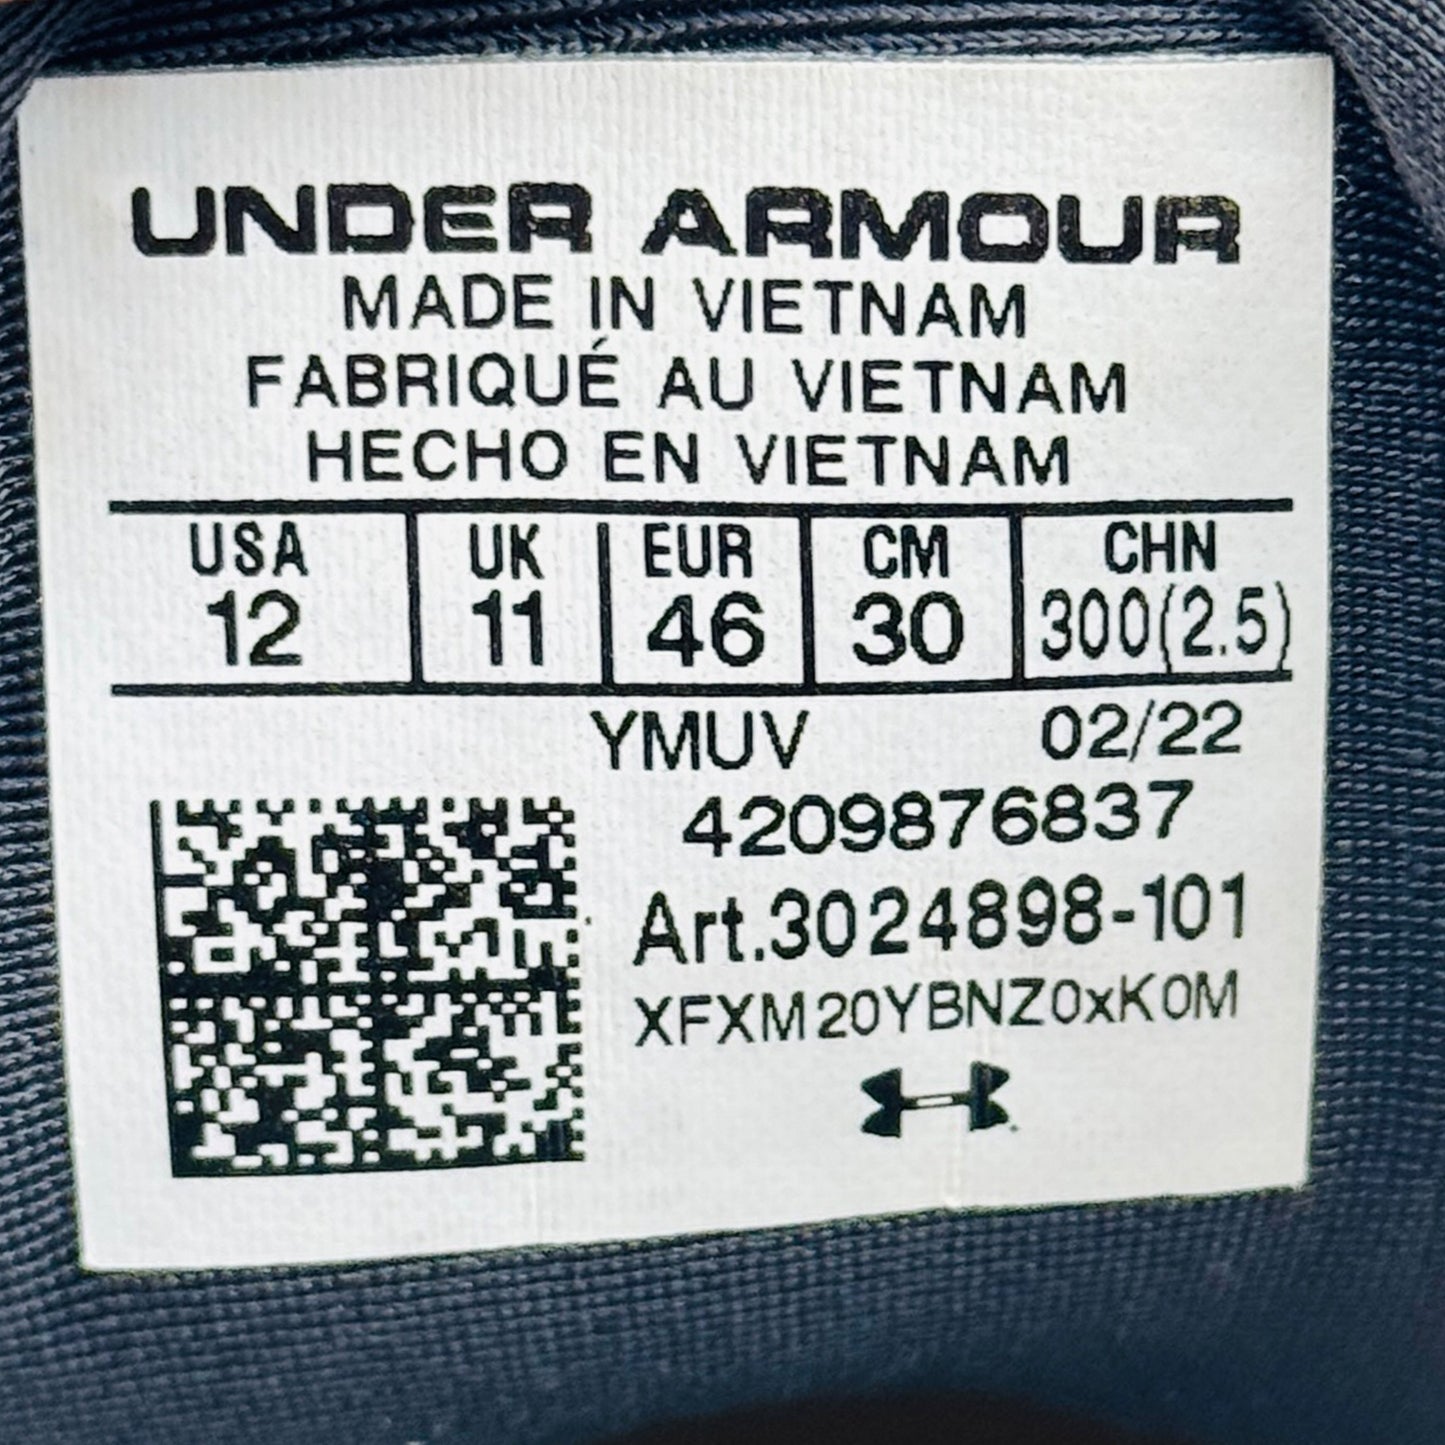 UNDER ARMOUR
MADE IN VIETNAM
FABRIQUÉ AU VIETNAM
HECHO EN VIETNAM
USA UK EUR CM CHN
12 11 46 30 300(2.5)
YMUV 02/22
4209876837
Art.3024898-101
XFXM20YBNZ0xK0M